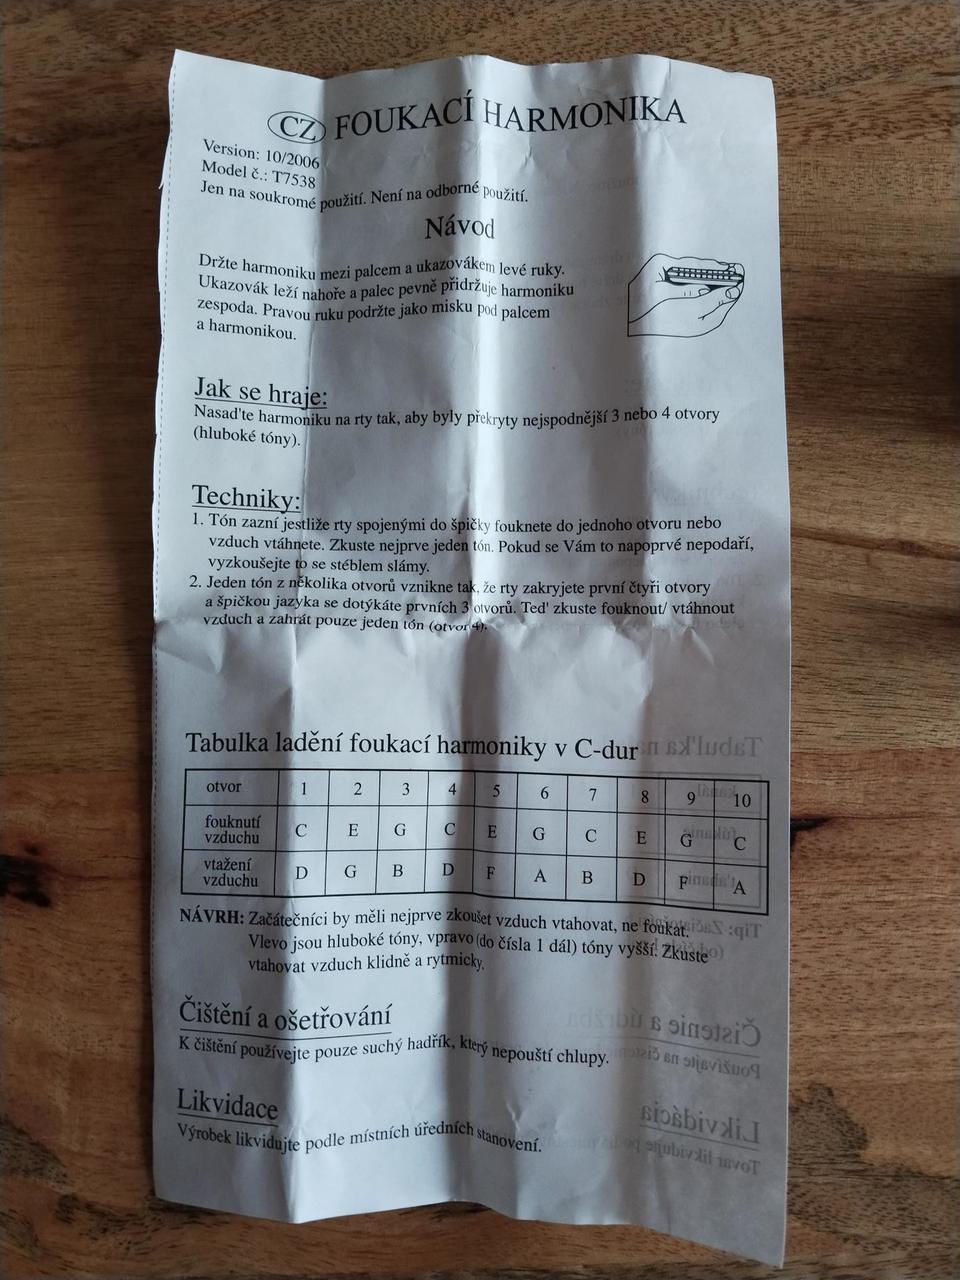 CZ FOUKACÍ HARMONIKA
Version: 10/2006
Model č.: T7538
Jen na soukromé použití. Není na odborné použití.
Návod
Držte harmoniku mezi palcem a ukazovákem levé ruky.
Ukazovák leží nahoře a palec pevně přidržuje harmoniku
zespoda. Pravou ruku podržte jako misku pod palcem
a harmonikou.
Jak se hraje:
Nasad'te harmoniku na rty tak, aby byly překryty nejspodnější 3 nebo 4 otvory
(hluboké tóny).
Techniky:
1. Tón zazní jestliže rty spojenými do špičky fouknete do jednoho otvoru nebo
vzduch vtáhnete. Zkuste nejprve jeden tón. Pokud se Vám to napoprvé nepodaří,
vyzkoušejte to se stéblem slámy.
2. Jeden tón z několika otvorů vznikne tak, že rty zakryjete první čtyři otvory
a špičkou jazyka se dotýkáte prvních 3 otvorů. Ted' zkuste fouknout/ vtáhnout
vzduch a zahrát pouze jeden tón (otvor 4).
Tabulka ladění foukací harmoniky v C-dur
otvor 1 2 3 4 5 6 7 8 9 10
fouknutí vzduchu C E G C E G C E G C
vtažení vzduchu D G B D F A B D F A
NÁVRH: Začátečníci by měli nejprve zkoušet vzduch vtahovat, ne foukat.
Vlevo jsou hluboké tóny, vpravo (do čísla 1 dál) tóny vyšší. Zkuste
vtahovat vzduch klidně a rytmicky.
Čištění a ošetřování
K čištění používejte pouze suchý hadřík, který nepouští chlupy.
Likvidace
Výrobek likvidujte podle místních úředních stanovení.